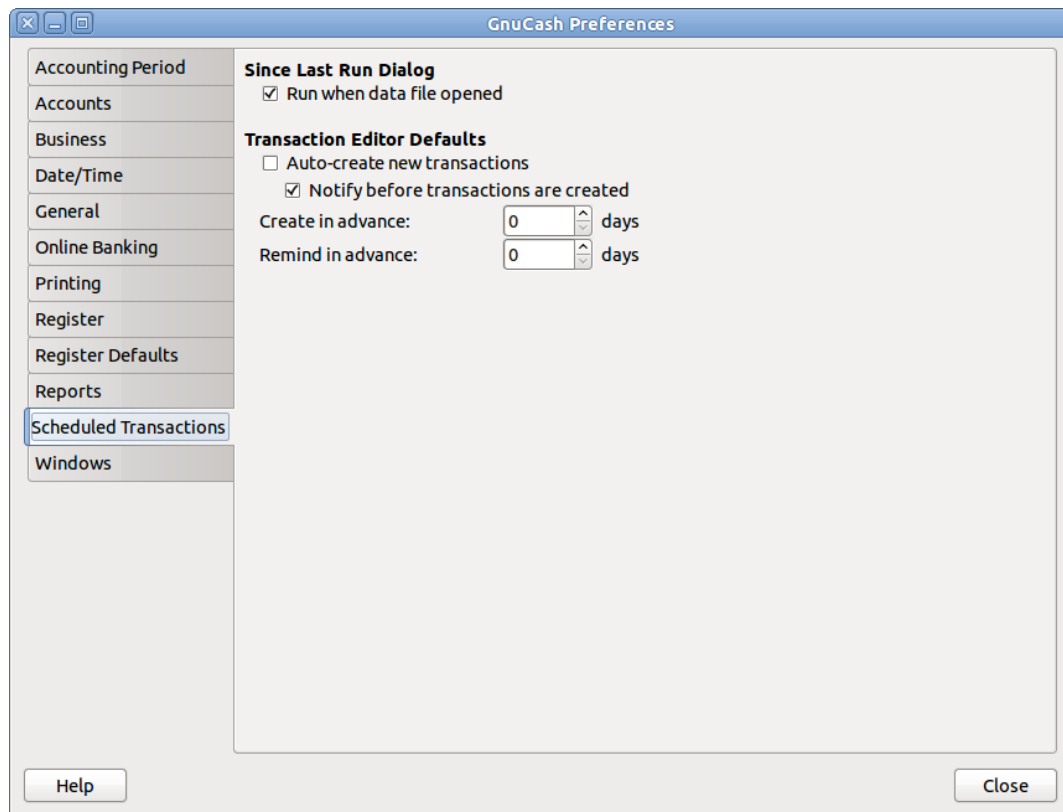 GnuCash Preferences
Accounting Period
Accounts
Business
Date/Time
General
Online Banking
Printing
Register
Register Defaults
Reports
Scheduled Transactions
Windows
Since Last Run Dialog
Run when data file opened
Transaction Editor Defaults
Auto-create new transactions
Notify before transactions are created
Create in advance: 0 days
Remind in advance: 0 days
Help
Close